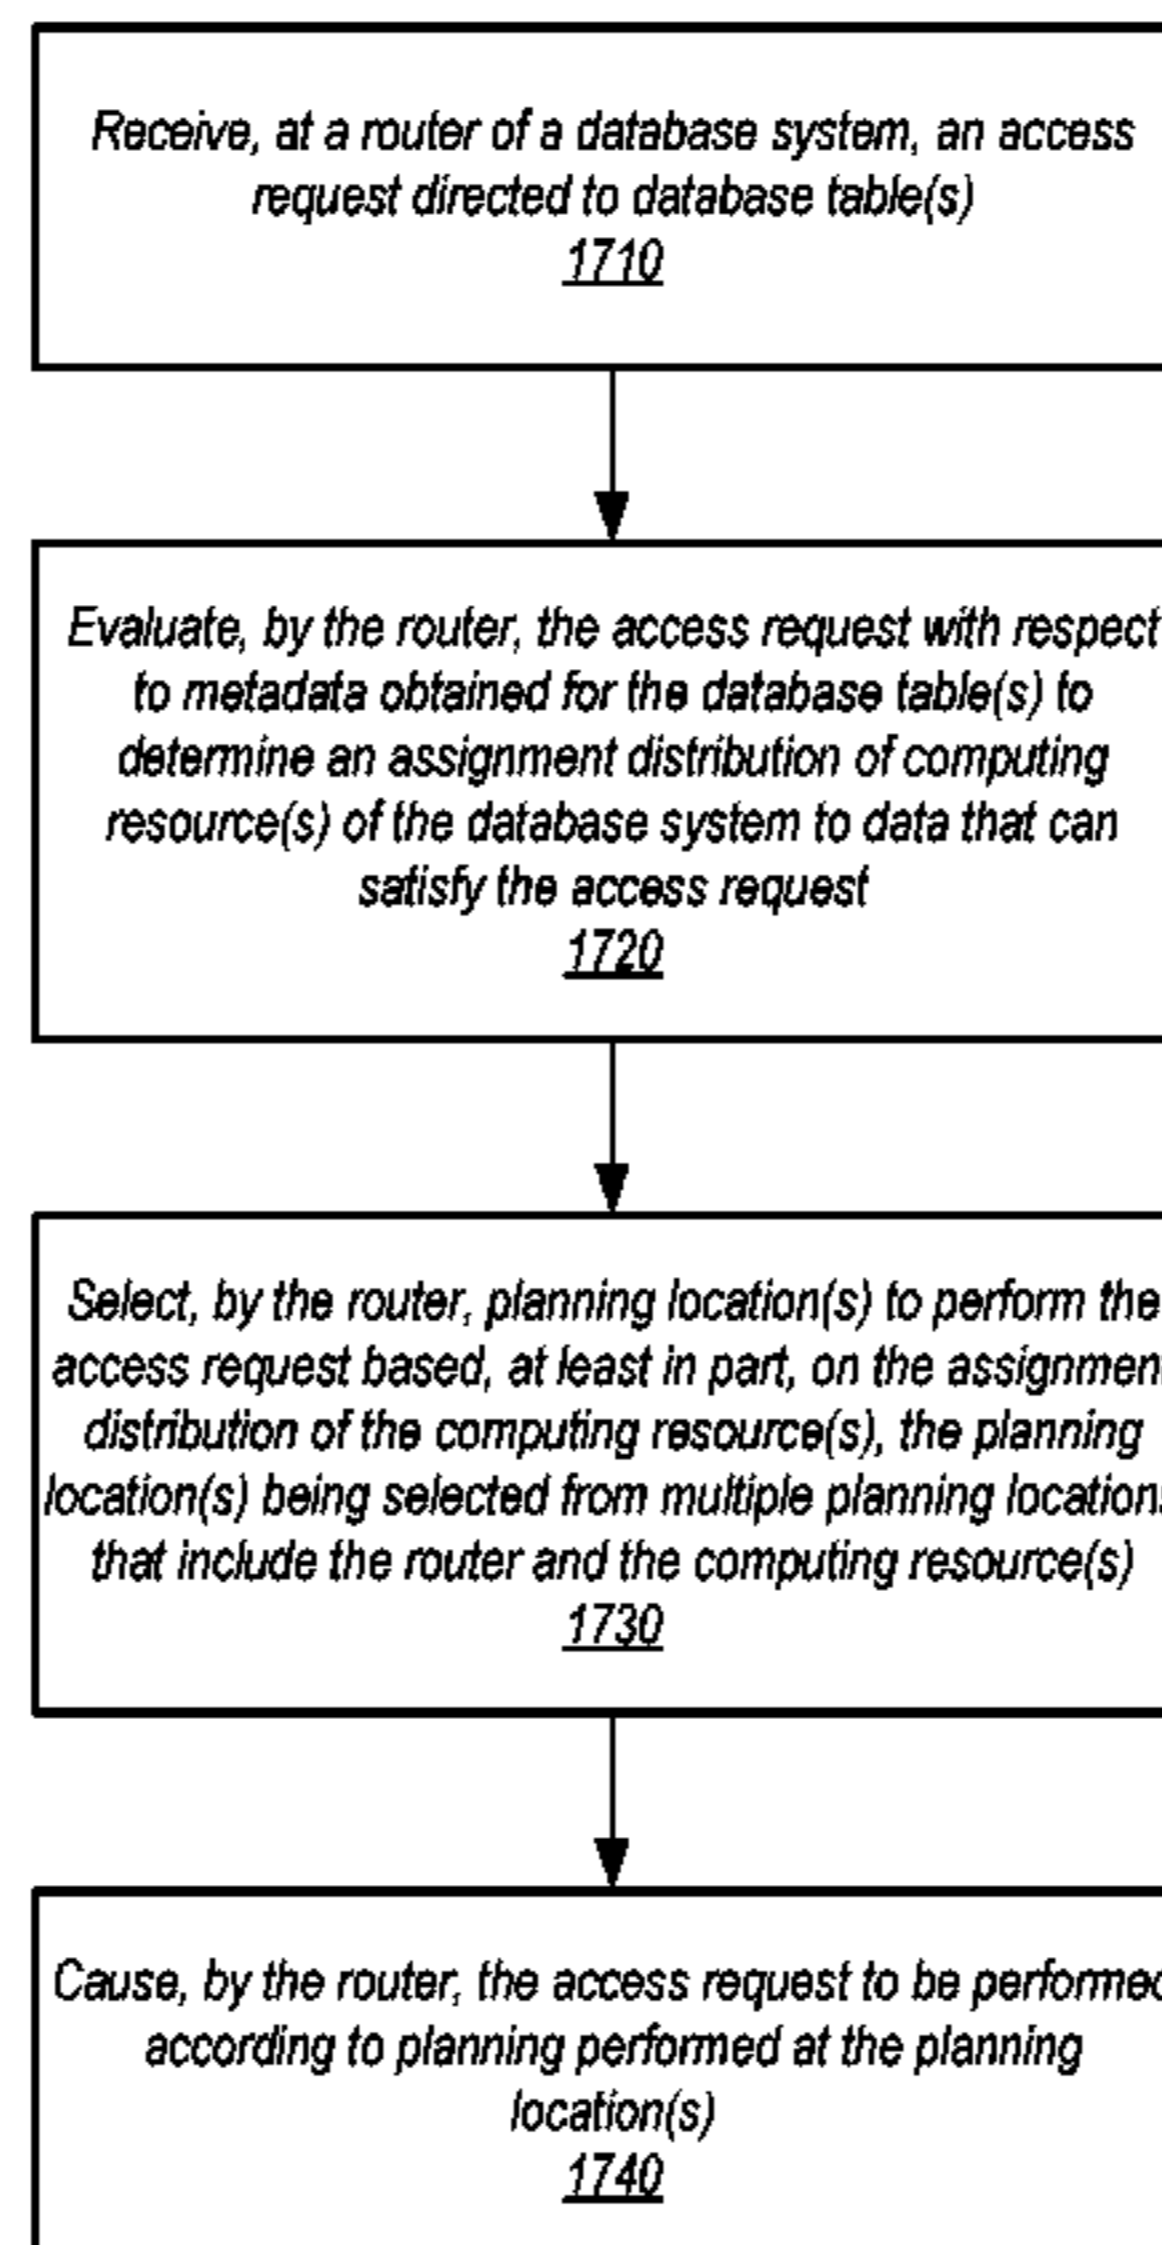 Receive, at a router of a database system, an access
request directed to database table(s)
1710
Evaluate, by the router, the access request with respect
to metadata obtained for the database table(s) to
determine an assignment distribution of computing
resource(s) of the database system to data that can
satisfy the access request
1720
Select, by the router, planning location(s) to perform the
access request based, at least in part, on the assignment
distribution of the computing resource(s), the planning
location(s) being selected from multiple planning locations
that include the router and the computing resource(s)
1730
Cause, by the router, the access request to be performed
according to planning performed at the planning
location(s)
1740